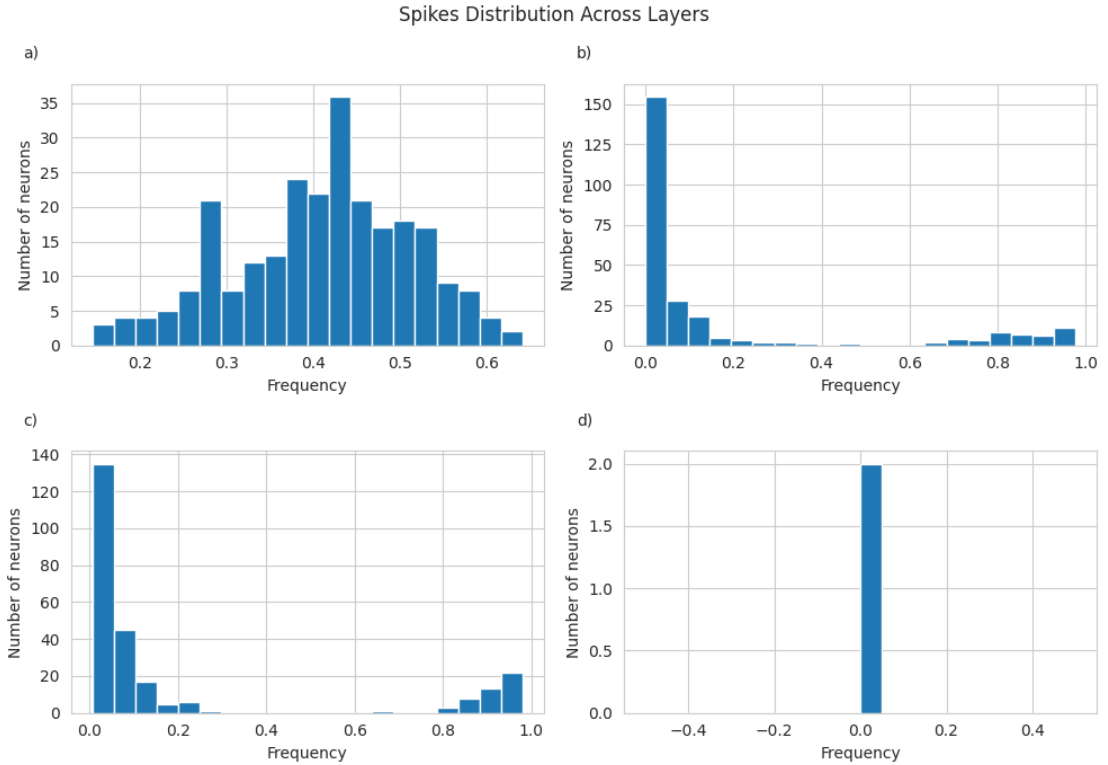 Spikes Distribution Across Layers
a)
Number of neurons
35
30
25
20
15
10
5
0
0.2 0.3 0.4 0.5 0.6
Frequency
b)
Number of neurons
150
125
100
75
50
25
0
0.0 0.2 0.4 0.6 0.8 1.0
Frequency
c)
Number of neurons
140
120
100
80
60
40
20
0
0.0 0.2 0.4 0.6 0.8 1.0
Frequency
d)
Number of neurons
2.0
1.5
1.0
0.5
0.0
−0.4 −0.2 0.0 0.2 0.4
Frequency